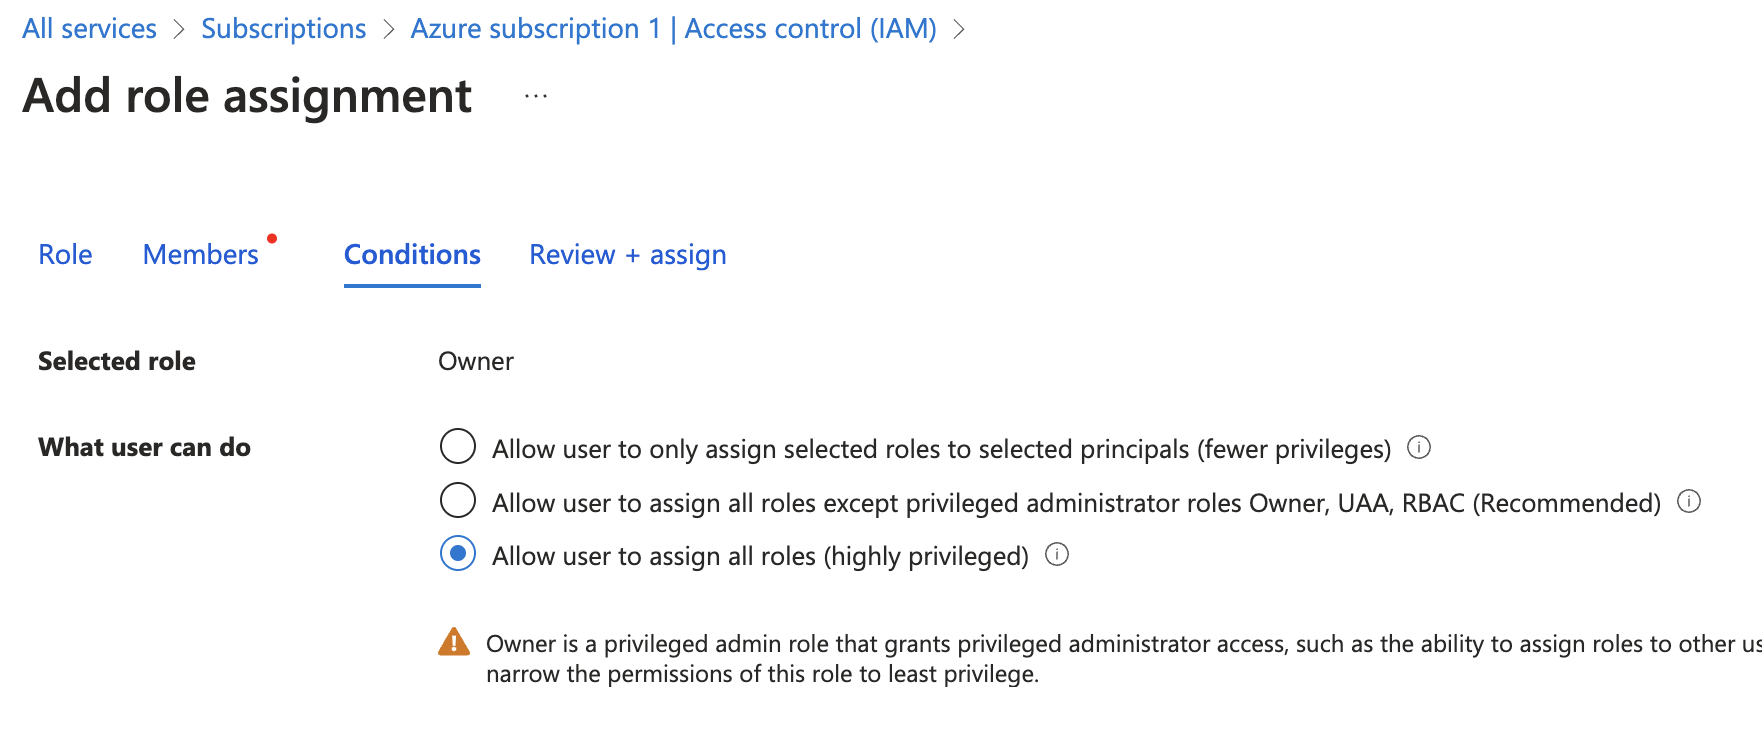 All services > Subscriptions > Azure subscription 1 | Access control (IAM) >
Add role assignment ...
Role Members Conditions Review + assign
Selected role Owner
What user can do Allow user to only assign selected roles to selected principals (fewer privileges)
Allow user to assign all roles except privileged administrator roles Owner, UAA, RBAC (Recommended)
Allow user to assign all roles (highly privileged)
Owner is a privileged admin role that grants privileged administrator access, such as the ability to assign roles to other
narrow the permissions of this role to least privilege.